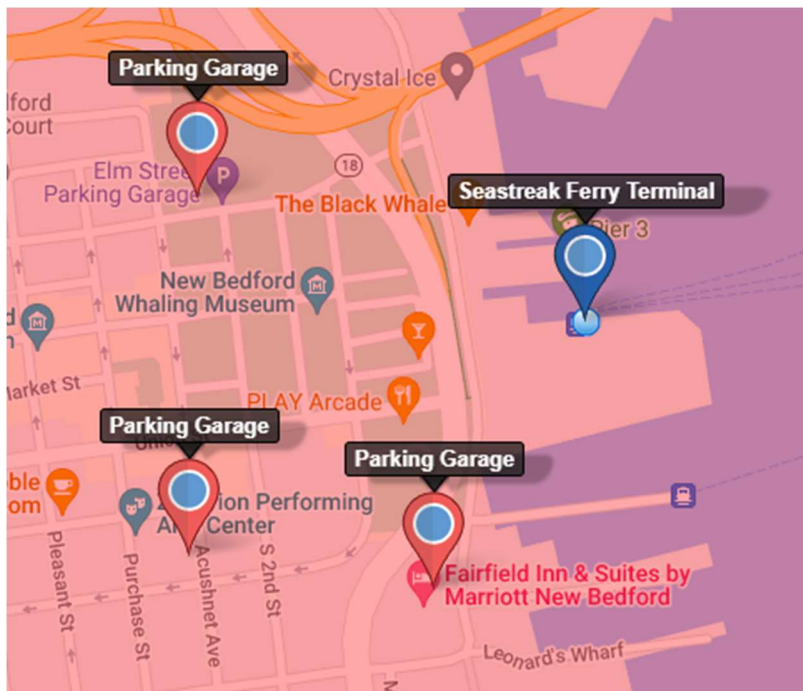 Parking Garage
Crystal Ice
Court
18
Elm Street
Parking Garage
P
Seastreak Ferry Terminal
The Black Whale
Pier 3
New Bedford
Whaling Museum
Market St
PLAY Arcade
Parking Garage
Parking Garage
Performing
Center
Pleasant St
Purchase St
Acushnet Ave
S 2nd St
Fairfield Inn & Suites by
Marriott New Bedford
Leonard's Wharf